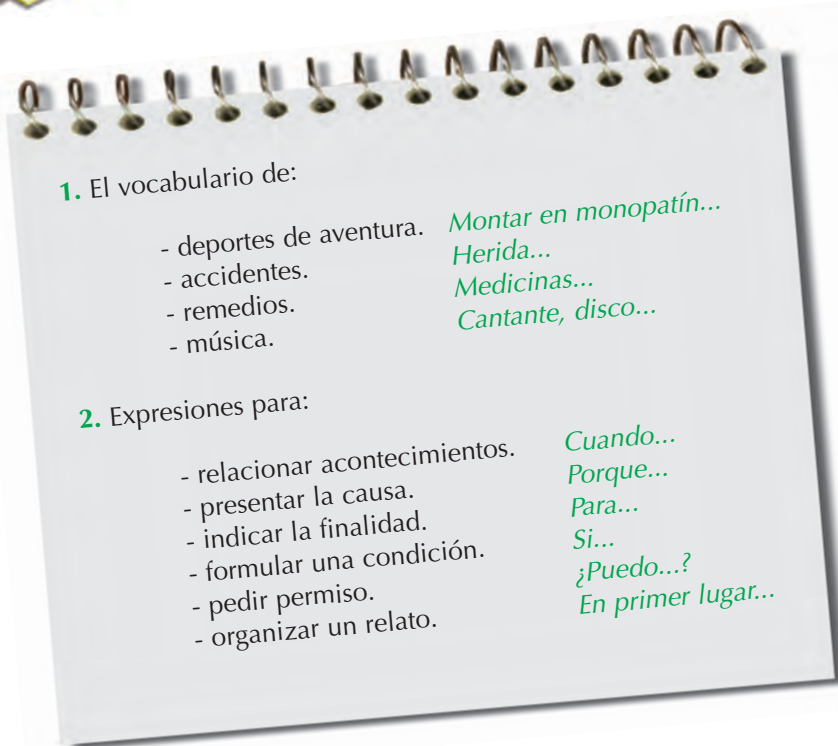 1. El vocabulario de:
- deportes de aventura. Montar en monopatín...
- accidentes. Herida...
- remedios. Medicinas...
- música. Cantante, disco...
2. Expresiones para:
- relacionar acontecimientos. Cuando...
- presentar la causa. Porque...
- indicar la finalidad. Para...
- formular una condición. Si...
- pedir permiso. ¿Puedo...?
- organizar un relato. En primer lugar...